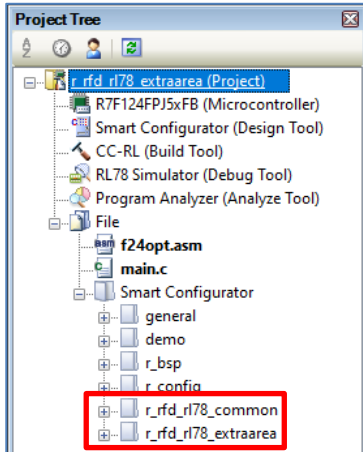 Project Tree
r_rfd_rl78_extraarea (Project)
R7F124FPJ5xFB (Microcontroller)
Smart Configurator (Design Tool)
CC-RL (Build Tool)
RL78 Simulator (Debug Tool)
Program Analyzer (Analyze Tool)
File
f24opt.asm
main.c
Smart Configurator
general
demo
r_bsp
r_config
r_rfd_rl78_common
r_rfd_rl78_extraarea